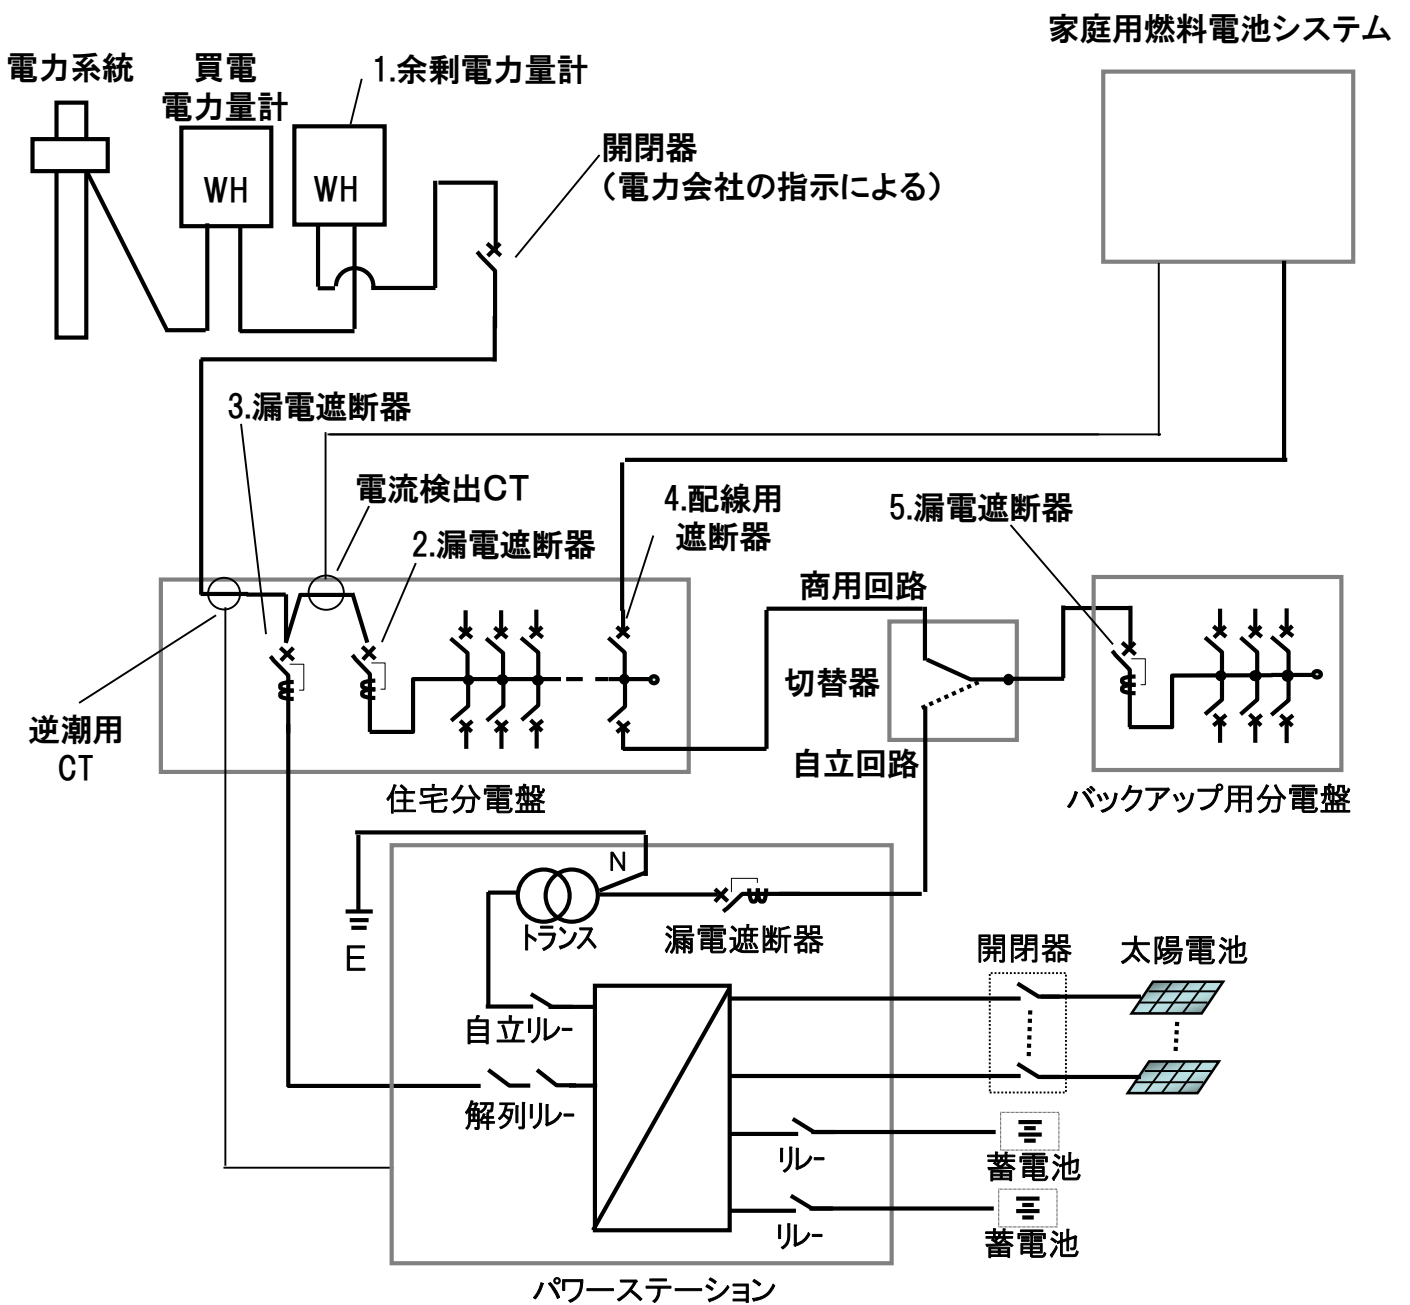 家庭用燃料電池システム
電力系統
買電
電力量計
1.余剰電力量計
WH
WH
開閉器
（電力会社の指示による）
3.漏電遮断器
電流検出CT
2.漏電遮断器
4.配線用
遮断器
5.漏電遮断器
商用回路
切替器
自立回路
逆潮用
CT
住宅分電盤
バックアップ用分電盤
N
E
トランス
漏電遮断器
開閉器
太陽電池
自立リレー
解列リレー
リレー
蓄電池
リレー
蓄電池
パワーステーション